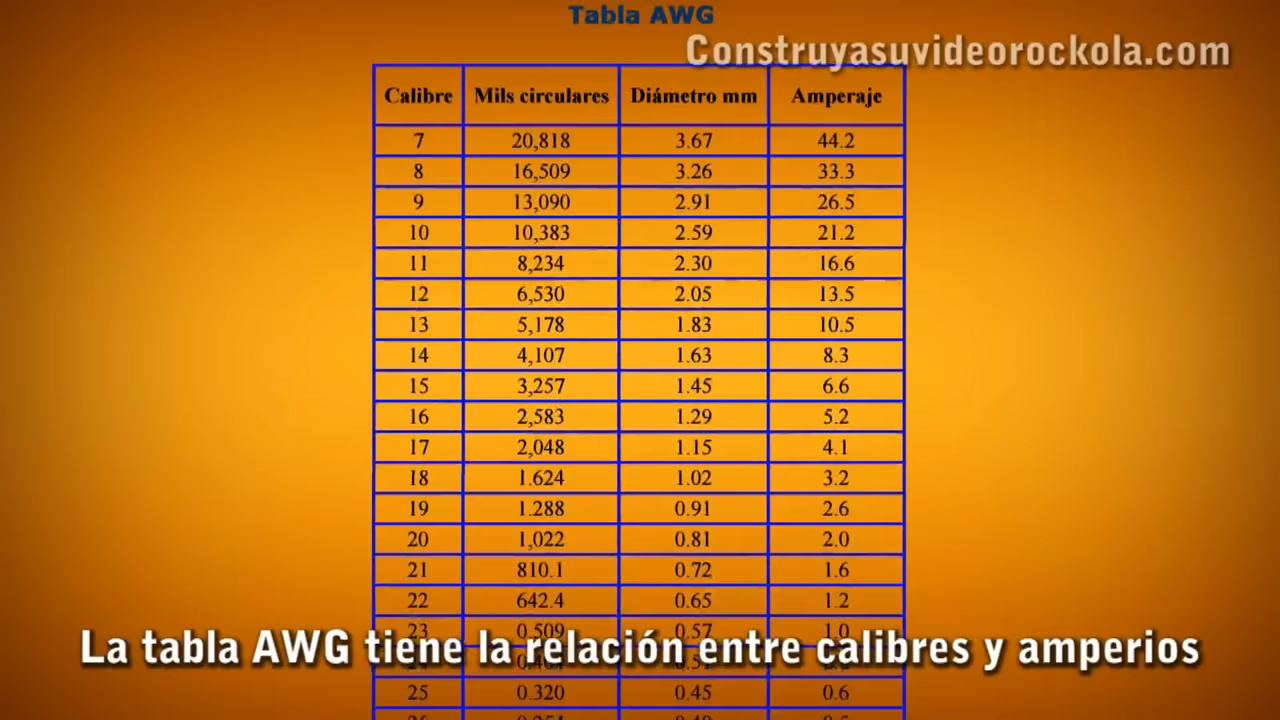 Tabla AWG
Construyasuvideorockola.com
Calibre Mils circulares Diámetro mm Amperaje
7 20,818 3.67 44.2
8 16,509 3.26 33.3
9 13,090 2.91 26.5
10 10,383 2.59 21.2
11 8,234 2.30 16.6
12 6,530 2.05 13.5
13 5,178 1.83 10.5
14 4,107 1.63 8.3
15 3,257 1.45 6.6
16 2,583 1.29 5.2
17 2,048 1.15 4.1
18 1.624 1.02 3.2
19 1.288 0.91 2.6
20 1,022 0.81 2.0
21 810.1 0.72 1.6
22 642.4 0.65 1.2
23 0.509 0.57 1.0
La tabla AWG tiene la relación entre calibres y amperios
25 0.320 0.45 0.6